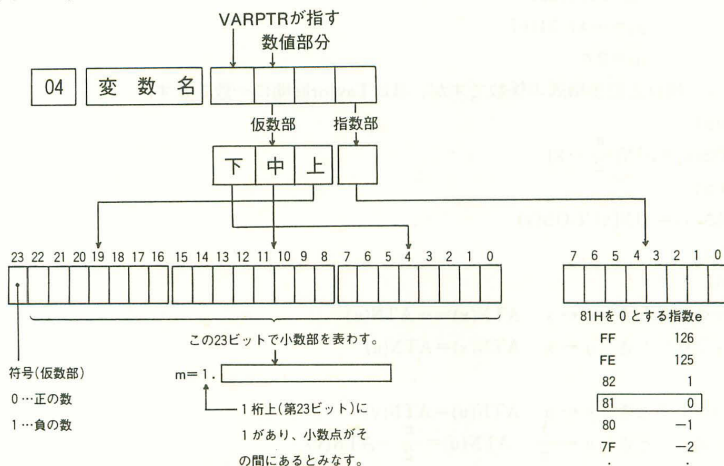 VARPTRが指す
数値部分
04 変数名
仮数部 指数部
下 中 上
23 22 21 20 19 18 17 16 15 14 13 12 11 10 9 8 7 6 5 4 3 2 1 0
7 6 5 4 3 2 1 0
この23ビットで小数部を表わす。
m=1.
1桁上(第23ビット)に
1があり、小数点がそ
の間にあるとみなす。
符号(仮数部)
0…正の数
1…負の数
81Hを0とする指数e
FF 126
FE 125
82 1
81 0
80 −1
7F −2
. .